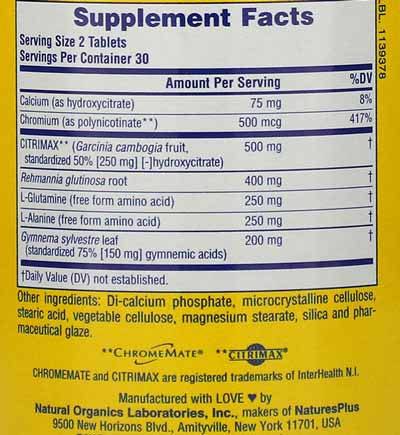 Supplement Facts
LBL. 1139378
Serving Size 2 Tablets
Servings Per Container 30
Amount Per Serving %DV
Calcium (as hydroxycitrate) 75 mg 8%
Chromium (as polynicotinate**) 500 mcg 417%
CITRIMAX** (Garcinia cambogia fruit, 500 mg †
standardized 50% [250 mg] [-]hydroxycitrate)
Rehmannia glutinosa root 400 mg †
L-Glutamine (free form amino acid) 250 mg †
L-Alanine (free form amino acid) 250 mg †
Gymnema sylvestre leaf 200 mg †
(standardized 75% [150 mg] gymnemic acids)
†Daily Value (DV) not established.
Other ingredients: Di-calcium phosphate, microcrystalline cellulose,
stearic acid, vegetable cellulose, magnesium stearate, silica and phar-
maceutical glaze.
**CHROMEMATE® **CITRIMAX®
CHROMEMATE and CITRIMAX are registered trademarks of InterHealth N.I.
Manufactured with LOVE ♥ by
Natural Organics Laboratories, Inc., makers of NaturesPlus
9500 New Horizons Blvd., Amityville, New York 11701, USA